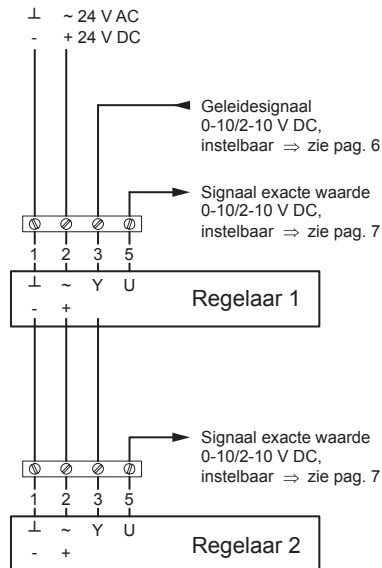 ⊥ ~ 24 V AC
- + 24 V DC
Geleidesignaal
0-10/2-10 V DC,
instelbaar ⇒ zie pag. 6
Signaal exacte waarde
0-10/2-10 V DC,
instelbaar ⇒ zie pag. 7
1 2 3 5
⊥ ~ Y U
- +
Regelaar 1
Signaal exacte waarde
0-10/2-10 V DC,
instelbaar ⇒ zie pag. 7
1 2 3 5
⊥ ~ Y U
- +
Regelaar 2